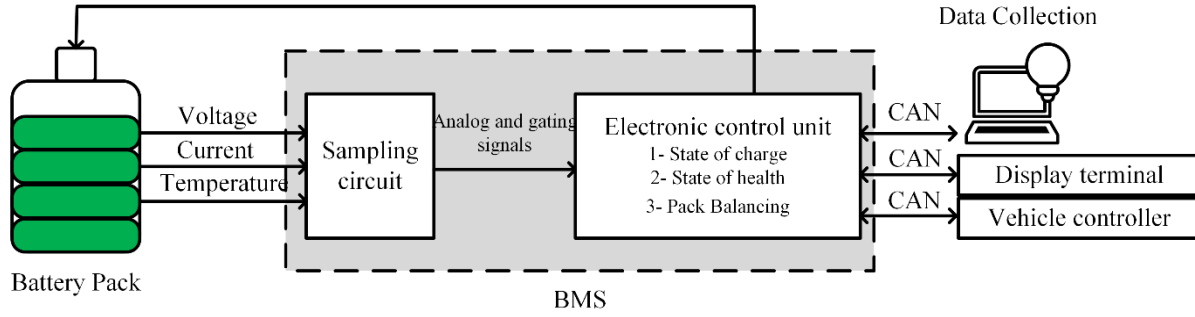 Data Collection
Voltage
Current
Temperature
Battery Pack
Sampling
circuit
Analog and gating
signals
Electronic control unit
1- State of charge
2- State of health
3- Pack Balancing
BMS
CAN
CAN
CAN
Display terminal
Vehicle controller